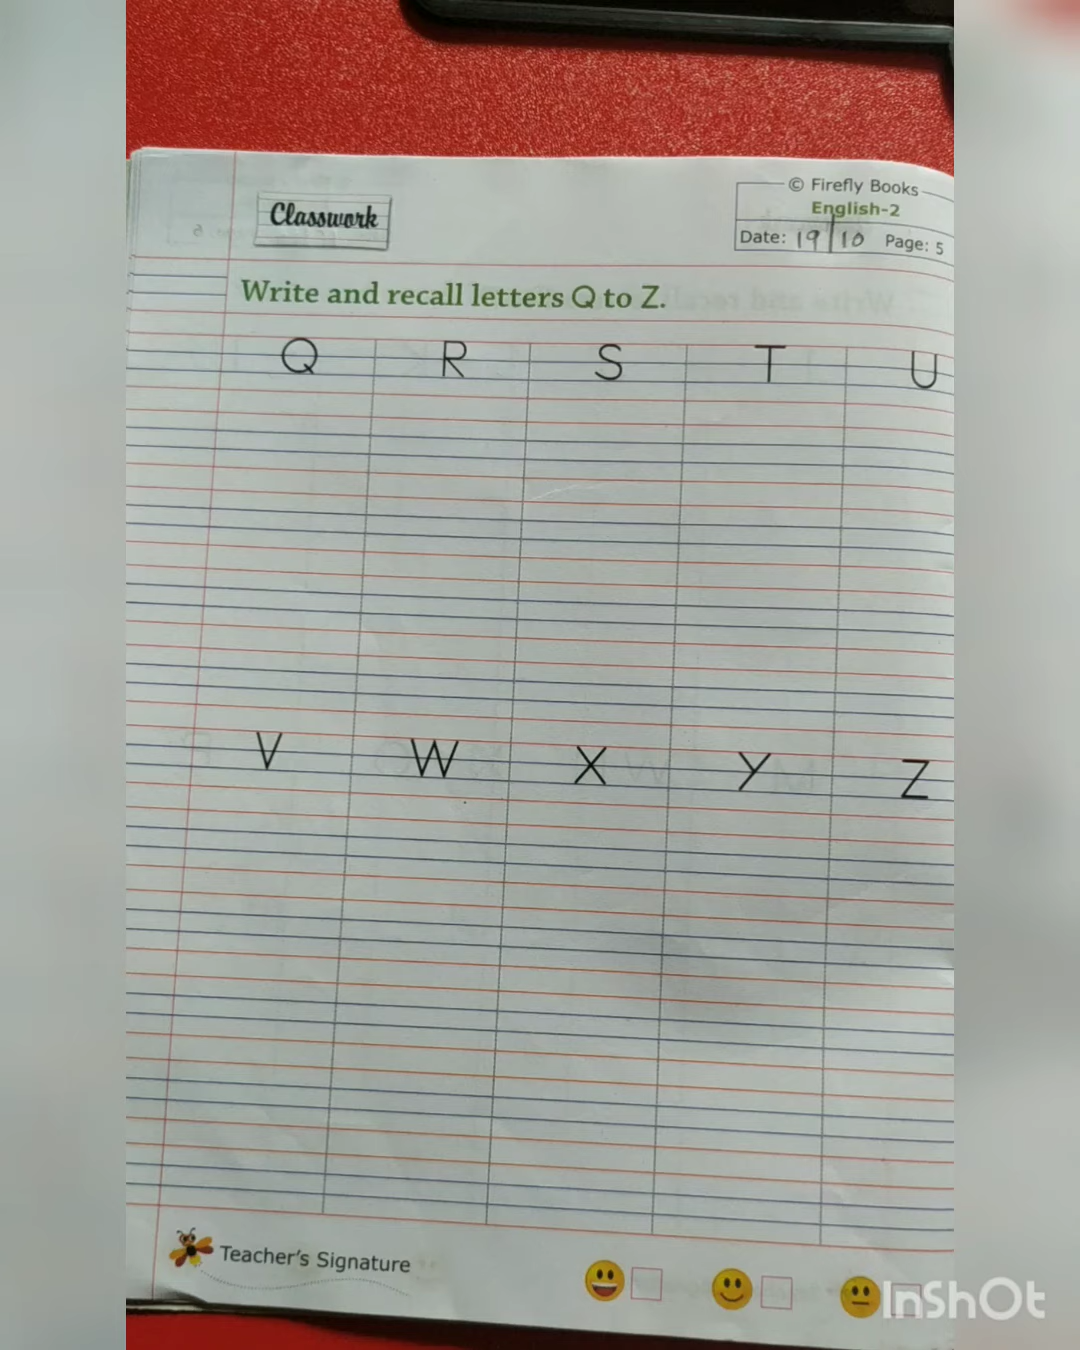 Classwork
© Firefly Books
English-2
Date: 19/10 Page: 5
Write and recall letters Q to Z.
Q R S T U
V W X Y Z
Teacher's Signature
InShOt